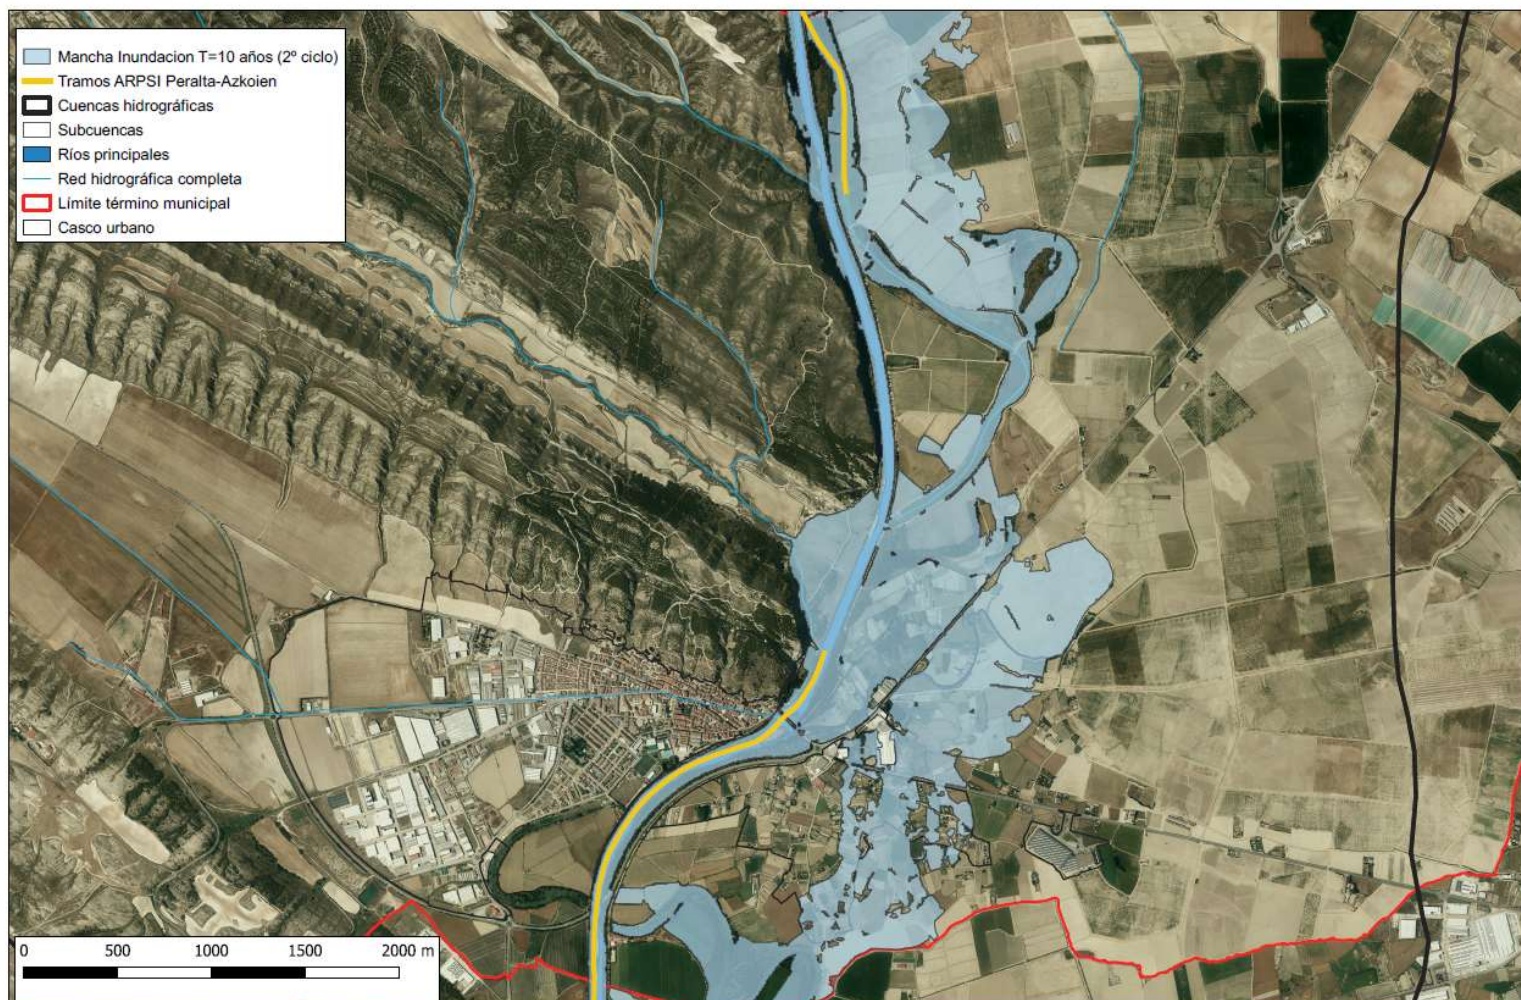 Mancha Inundacion T=10 años (2º ciclo)
Tramos ARPSI Peralta-Azkoien
Cuencas hidrográficas
Subcuencas
Ríos principales
Red hidrográfica completa
Límite término municipal
Casco urbano
0 500 1000 1500 2000 m